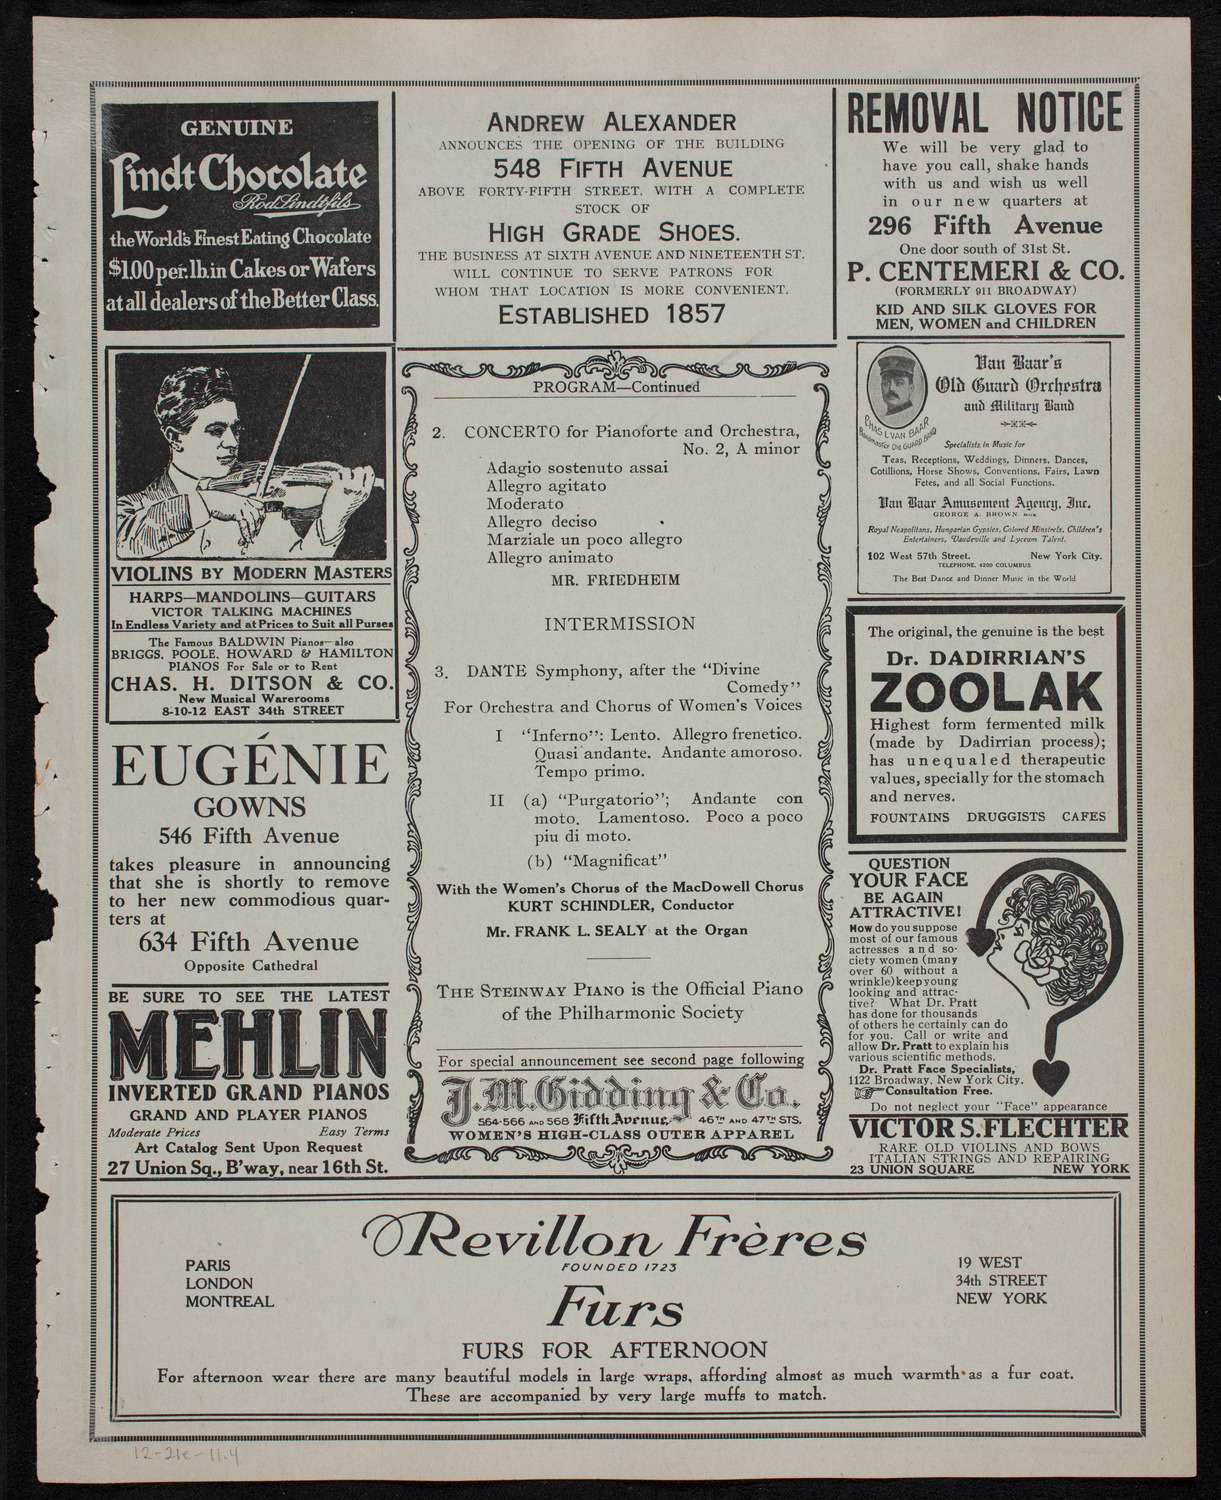 GENUINE
Lindt Chocolate
Rod. Lindt fils
the World's Finest Eating Chocolate
$1.00 per. lb. in Cakes or Wafers
at all dealers of the Better Class.
ANDREW ALEXANDER
ANNOUNCES THE OPENING OF THE BUILDING
548 FIFTH AVENUE
ABOVE FORTY-FIFTH STREET, WITH A COMPLETE
STOCK OF
HIGH GRADE SHOES.
THE BUSINESS AT SIXTH AVENUE AND NINETEENTH ST.
WILL CONTINUE TO SERVE PATRONS FOR
WHOM THAT LOCATION IS MORE CONVENIENT.
ESTABLISHED 1857
REMOVAL NOTICE
We will be very glad to
have you call, shake hands
with us and wish us well
in our new quarters at
296 Fifth Avenue
One door south of 31st St.
P. CENTEMERI & CO.
(FORMERLY 911 BROADWAY)
KID AND SILK GLOVES FOR
MEN, WOMEN and CHILDREN
VIOLINS BY MODERN MASTERS
HARPS—MANDOLINS—GUITARS
VICTOR TALKING MACHINES
In Endless Variety and at Prices to Suit all Purses
The Famous BALDWIN Pianos—also
BRIGGS, POOLE, HOWARD & HAMILTON
PIANOS For Sale or to Rent
CHAS. H. DITSON & CO.
New Musical Warerooms
8-10-12 EAST 34th STREET
EUGÉNIE
GOWNS
546 Fifth Avenue
takes pleasure in announcing
that she is shortly to remove
to her new commodious quar-
ters at
634 Fifth Avenue
Opposite Cathedral
BE SURE TO SEE THE LATEST
MEHLIN
INVERTED GRAND PIANOS
GRAND AND PLAYER PIANOS
Moderate Prices Easy Terms
Art Catalog Sent Upon Request
27 Union Sq., B'way, near 16th St.
PROGRAM—Continued
2. CONCERTO for Pianoforte and Orchestra,
No. 2, A minor
Adagio sostenuto assai
Allegro agitato
Moderato
Allegro deciso
Marziale un poco allegro
Allegro animato
MR. FRIEDHEIM
INTERMISSION
3. DANTE Symphony, after the "Divine
Comedy"
For Orchestra and Chorus of Women's Voices
I "Inferno": Lento. Allegro frenetico.
Quasi andante. Andante amoroso.
Tempo primo.
II (a) "Purgatorio"; Andante con
moto. Lamentoso. Poco a poco
piu di moto.
(b) "Magnificat"
With the Women's Chorus of the MacDowell Chorus
KURT SCHINDLER, Conductor
Mr. FRANK L. SEALY at the Organ
THE STEINWAY PIANO is the Official Piano
of the Philharmonic Society
For special announcement see second page following
J.M. Gidding & Co.
564-566 AND 568 Fifth Avenue. 46TH AND 47TH STS.
WOMEN'S HIGH-CLASS OUTER APPAREL
CHAS L VAN BAAR
Bandmaster Old GUARD BAND
Van Baar's
Old Guard Orchestra
and Military Band
Specialists in Music for
Teas, Receptions, Weddings, Dinners, Dances,
Cotillions, Horse Shows, Conventions, Fairs, Lawn
Fetes, and all Social Functions.
Van Baar Amusement Agency, Inc.
GEORGE A. BROWN MGR
Royal Neapolitans, Hungarian Gypsies, Colored Minstrels, Children's
Entertainers, Vaudeville and Lyceum Talent.
102 West 57th Street. New York City.
TELEPHONE, 4200 COLUMBUS
The Best Dance and Dinner Music in the World
The original, the genuine is the best
Dr. DADIRRIAN'S
ZOOLAK
Highest form fermented milk
(made by Dadirrian process);
has unequaled therapeutic
values, specially for the stomach
and nerves.
FOUNTAINS DRUGGISTS CAFES
QUESTION
YOUR FACE
BE AGAIN
ATTRACTIVE!
How do you suppose
most of our famous
actresses and so-
ciety women (many
over 60 without a
wrinkle) keep young
looking and attrac-
tive? What Dr. Pratt
has done for thousands
of others he certainly can do
for you. Call or write and
allow Dr. Pratt to explain his
various scientific methods.
Dr. Pratt Face Specialists,
1122 Broadway, New York City.
Consultation Free.
Do not neglect your "Face" appearance
VICTOR S. FLECHTER
RARE OLD VIOLINS AND BOWS
ITALIAN STRINGS AND REPAIRING
23 UNION SQUARE NEW YORK
Revillon Frères
FOUNDED 1723
PARIS
LONDON
MONTREAL
19 WEST
34th STREET
NEW YORK
Furs
FURS FOR AFTERNOON
For afternoon wear there are many beautiful models in large wraps, affording almost as much warmth as a fur coat.
These are accompanied by very large muffs to match.
12-21e-11.4